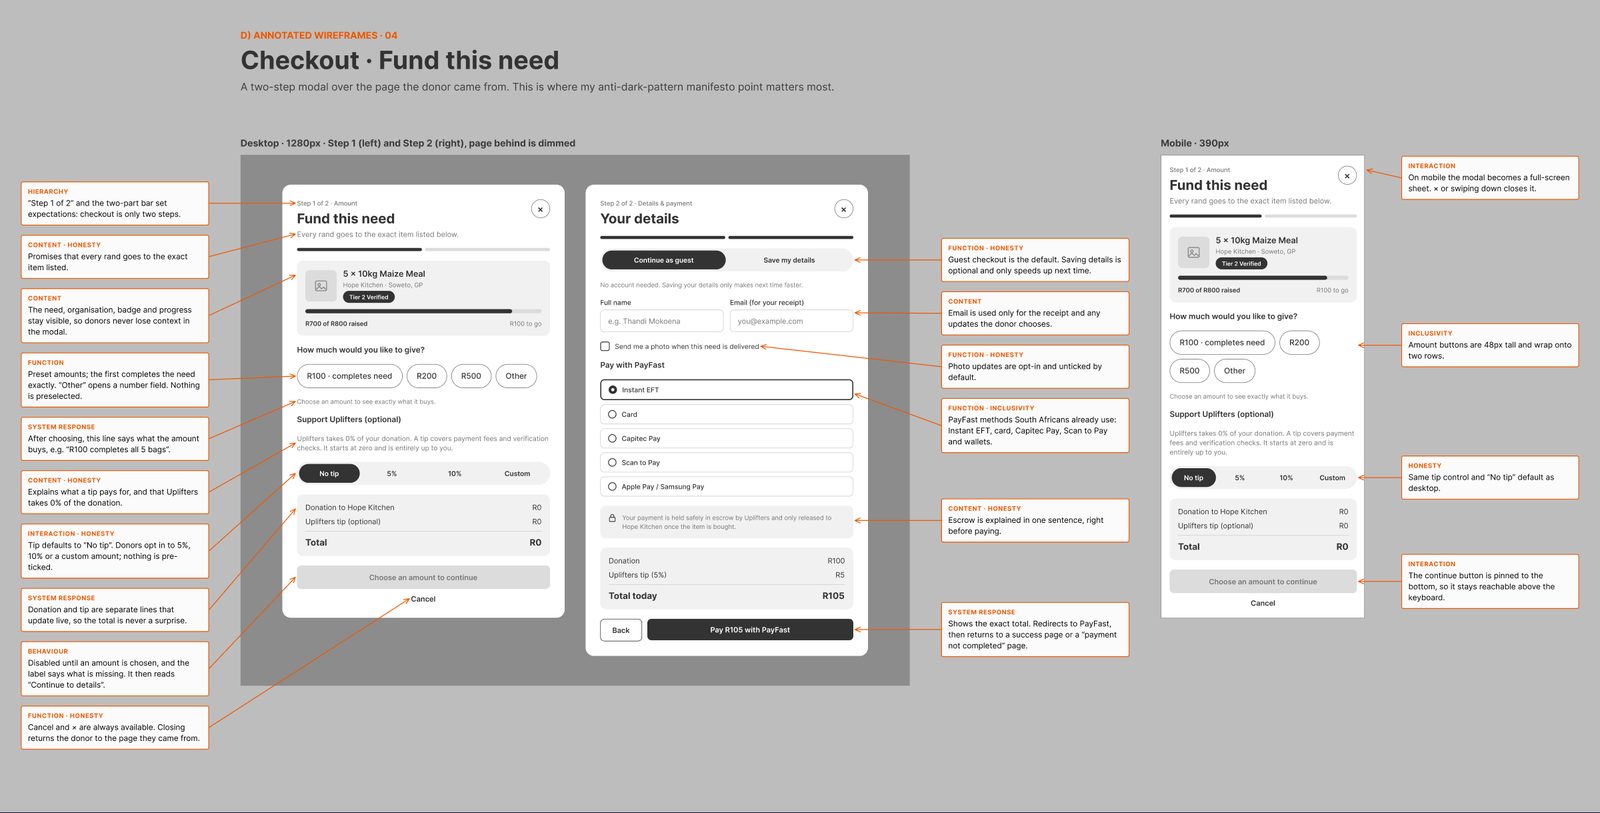 D) ANNOTATED WIREFRAMES · 04
Checkout · Fund this need
A two-step modal over the page the donor came from. This is where my anti-dark-pattern manifesto point matters most.
Desktop · 1280px · Step 1 (left) and Step 2 (right), page behind is dimmed
HIERARCHY
“Step 1 of 2” and the two-part bar set
expectations: checkout is only two steps.
CONTENT · HONESTY
Promises that every rand goes to the exact
item listed.
CONTENT
The need, organisation, badge and progress
stay visible, so donors never lose context in
the modal.
FUNCTION
Preset amounts; the first completes the need
exactly. “Other” opens a number field. Nothing
is preselected.
SYSTEM RESPONSE
After choosing, this line says what the amount
buys, e.g. “R100 completes all 5 bags”.
CONTENT · HONESTY
Explains what a tip pays for, and that Uplifters
takes 0% of the donation.
INTERACTION · HONESTY
Tip defaults to “No tip”. Donors opt in to 5%,
10% or a custom amount; nothing is pre-
ticked.
SYSTEM RESPONSE
Donation and tip are separate lines that
update live, so the total is never a surprise.
BEHAVIOUR
Disabled until an amount is chosen, and the
label says what is missing. It then reads
“Continue to details”.
FUNCTION · HONESTY
Cancel and × are always available. Closing
returns the donor to the page they came from.
Step 1 of 2 · Amount
Fund this need
×
Every rand goes to the exact item listed below.
5 × 10kg Maize Meal
Hope Kitchen · Soweto, GP
Tier 2 Verified
R700 of R800 raised
R100 to go
How much would you like to give?
R100 · completes need
R200
R500
Other
Choose an amount to see exactly what it buys.
Support Uplifters (optional)
Uplifters takes 0% of your donation. A tip covers payment fees and verification
checks. It starts at zero and is entirely up to you.
No tip
5%
10%
Custom
Donation to Hope Kitchen
R0
Uplifters tip (optional)
R0
Total
R0
Choose an amount to continue
Cancel
Step 2 of 2 · Details & payment
Your details
×
Continue as guest
Save my details
No account needed. Saving your details only makes next time faster.
Full name
Email (for your receipt)
e.g. Thandi Mokoena
you@example.com
Send me a photo when this need is delivered
Pay with PayFast
Instant EFT
Card
Capitec Pay
Scan to Pay
Apple Pay / Samsung Pay
Your payment is held safely in escrow by Uplifters and only released to
Hope Kitchen once the item is bought.
Donation
R100
Uplifters tip (5%)
R5
Total today
R105
Back
Pay R105 with PayFast
FUNCTION · HONESTY
Guest checkout is the default. Saving details is
optional and only speeds up next time.
CONTENT
Email is used only for the receipt and any
updates the donor chooses.
FUNCTION · HONESTY
Photo updates are opt-in and unticked by
default.
FUNCTION · INCLUSIVITY
PayFast methods South Africans already use:
Instant EFT, card, Capitec Pay, Scan to Pay
and wallets.
CONTENT · HONESTY
Escrow is explained in one sentence, right
before paying.
SYSTEM RESPONSE
Shows the exact total. Redirects to PayFast,
then returns to a success page or a “payment
not completed” page.
Mobile · 390px
Step 1 of 2 · Amount
Fund this need
×
Every rand goes to the exact item listed below.
5 × 10kg Maize Meal
Hope Kitchen · Soweto, GP
Tier 2 Verified
R700 of R800 raised
R100 to go
How much would you like to give?
R100 · completes need
R200
R500
Other
Choose an amount to see exactly what it buys.
Support Uplifters (optional)
Uplifters takes 0% of your donation. A tip covers payment
fees and verification checks. It starts at zero and is
entirely up to you.
No tip
5%
10%
Custom
Donation to Hope Kitchen
R0
Uplifters tip (optional)
R0
Total
R0
Choose an amount to continue
Cancel
INTERACTION
On mobile the modal becomes a full-screen
sheet. × or swiping down closes it.
INCLUSIVITY
Amount buttons are 48px tall and wrap onto
two rows.
HONESTY
Same tip control and “No tip” default as
desktop.
INTERACTION
The continue button is pinned to the
bottom, so it stays reachable above the
keyboard.